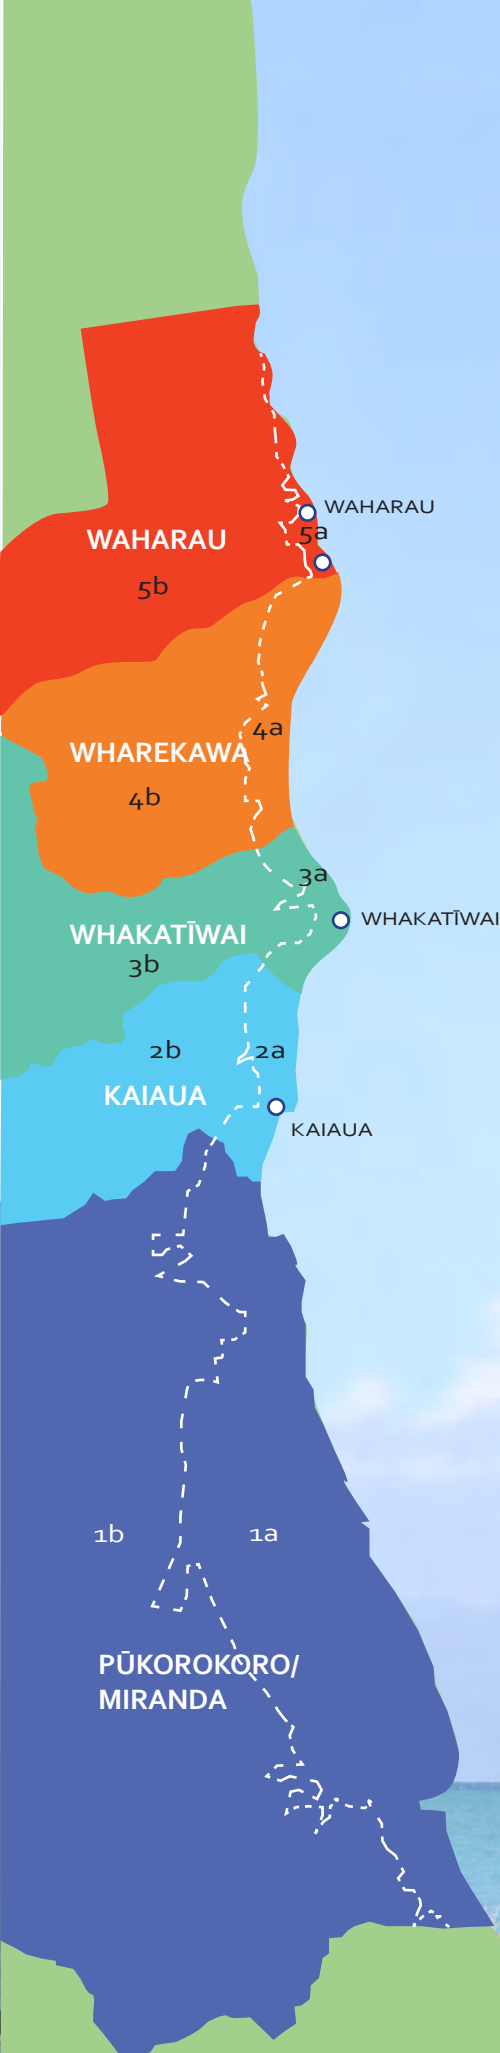 WAHARAU
5a
WAHARAU
5b
4a
WHAREKAWA
4b
3a
WHAKATĪWAI
WHAKATĪWAI
3b
2b
2a
KAIAUA
KAIAUA
1b
1a
PŪKOROKORO/
MIRANDA